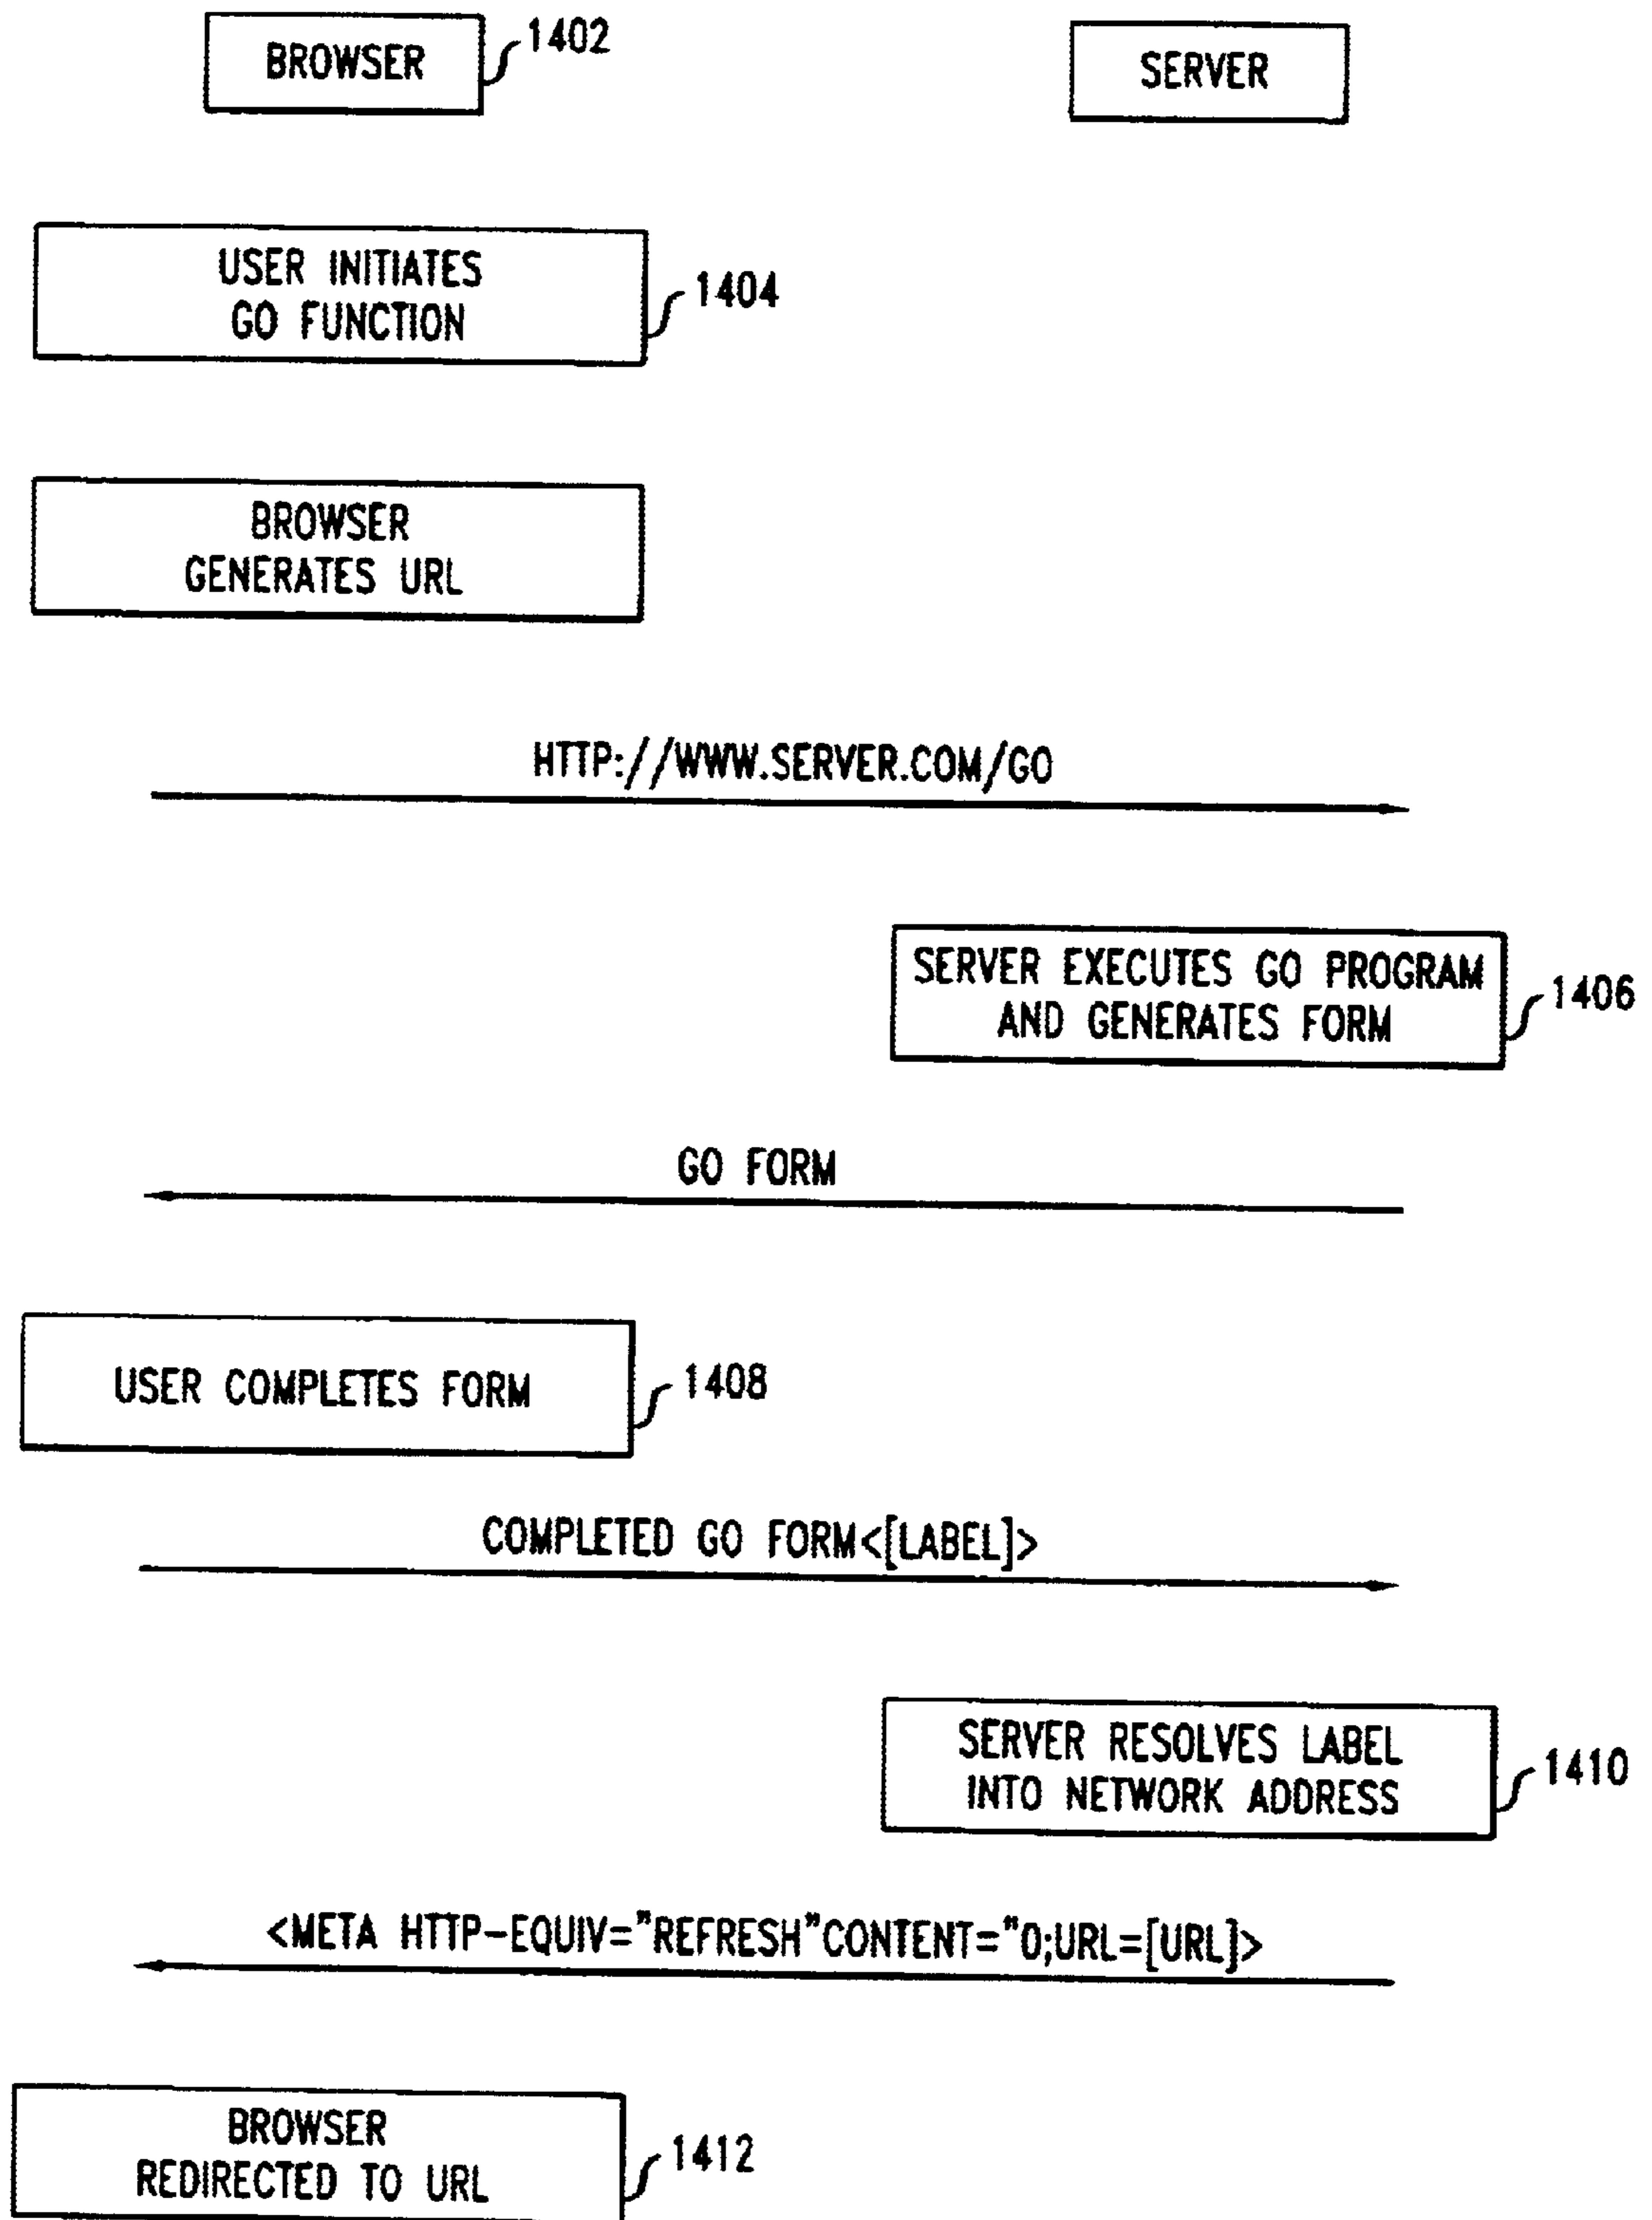 BROWSER
1402
SERVER
USER INITIATES
GO FUNCTION
1404
BROWSER
GENERATES URL
HTTP://WWW.SERVER.COM/GO
SERVER EXECUTES GO PROGRAM
AND GENERATES FORM
1406
GO FORM
USER COMPLETES FORM
1408
COMPLETED GO FORM<[LABEL]>
SERVER RESOLVES LABEL
INTO NETWORK ADDRESS
1410
<META HTTP-EQUIV="REFRESH"CONTENT="0;URL=[URL]>
BROWSER
REDIRECTED TO URL
1412